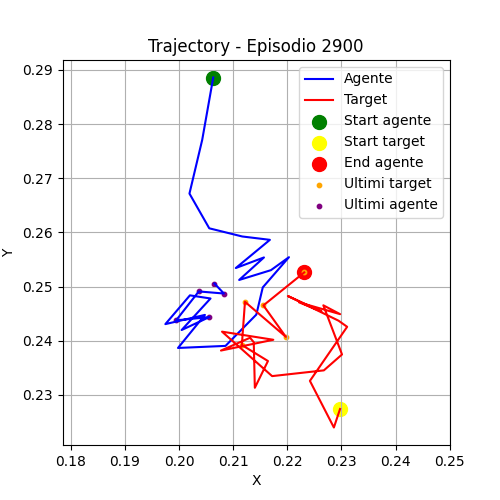 Trajectory - Episodio 2900
Agente
Target
Start agente
Start target
End agente
Ultimi target
Ultimi agente
Y
0.29
0.28
0.27
0.26
0.25
0.24
0.23
0.18 0.19 0.20 0.21 0.22 0.23 0.24 0.25
X